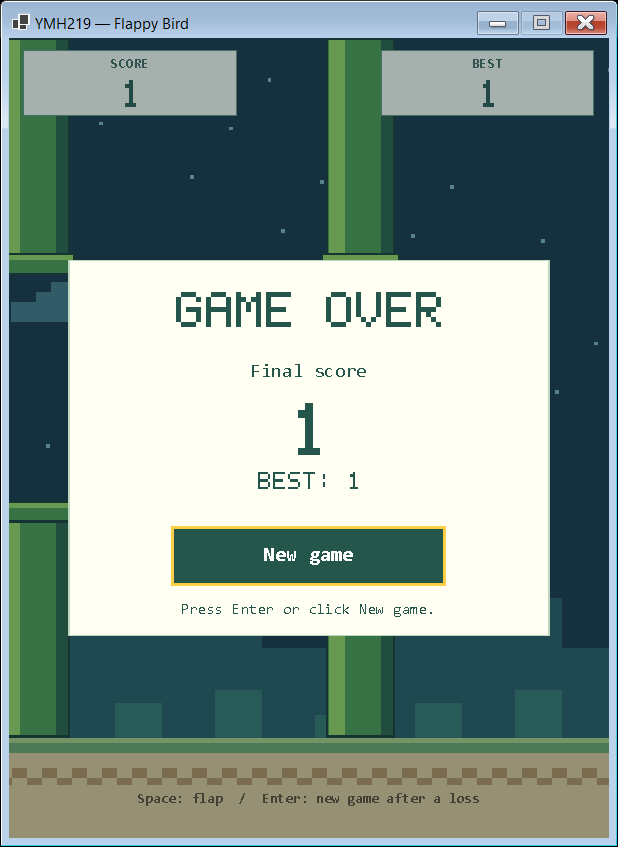 YMH219 — Flappy Bird
SCORE
1
BEST
1
GAME OVER
Final score
1
BEST: 1
New game
Press Enter or click New game.
Space: flap / Enter: new game after a loss